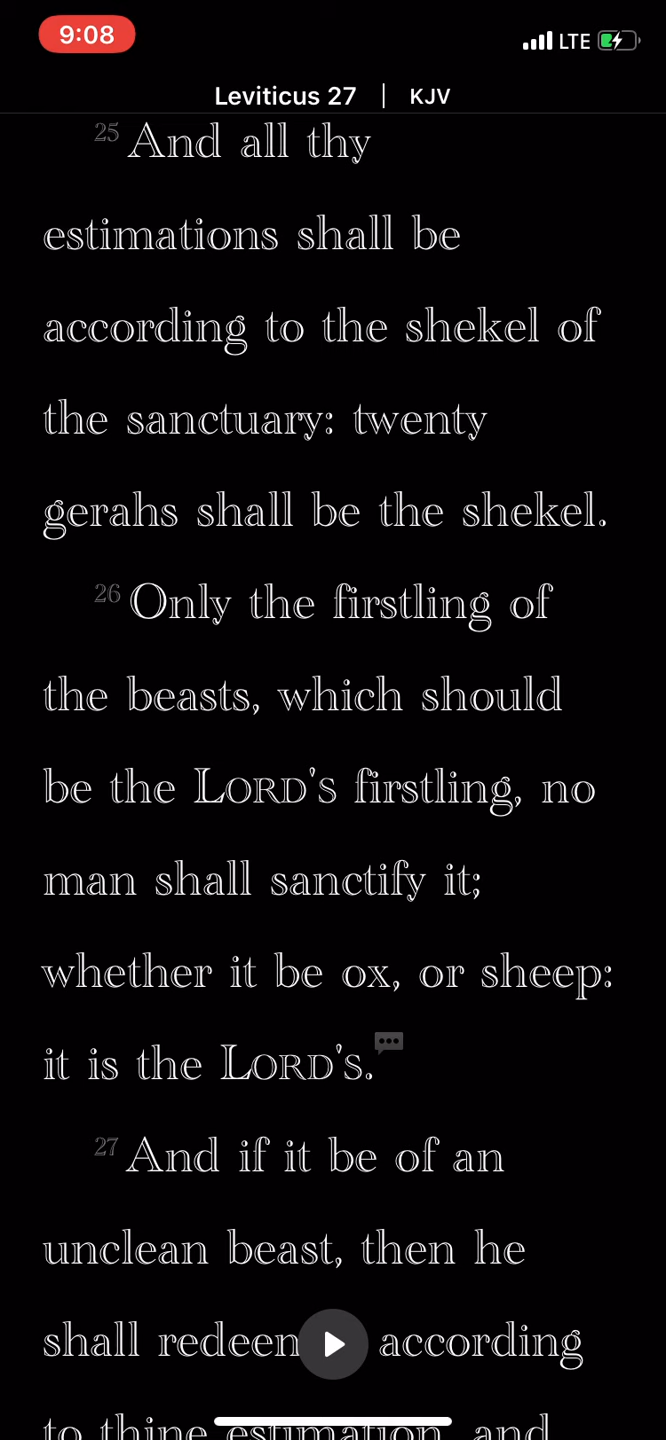 9:08
LTE
Leviticus 27 | KJV
25 And all thy
estimations shall be
according to the shekel of
the sanctuary: twenty
gerahs shall be the shekel.
26 Only the firstling of
the beasts, which should
be the LORD'S firstling, no
man shall sanctify it;
whether it be ox, or sheep:
it is the LORD'S.
27 And if it be of an
unclean beast, then he
shall according
to thine estimation, and